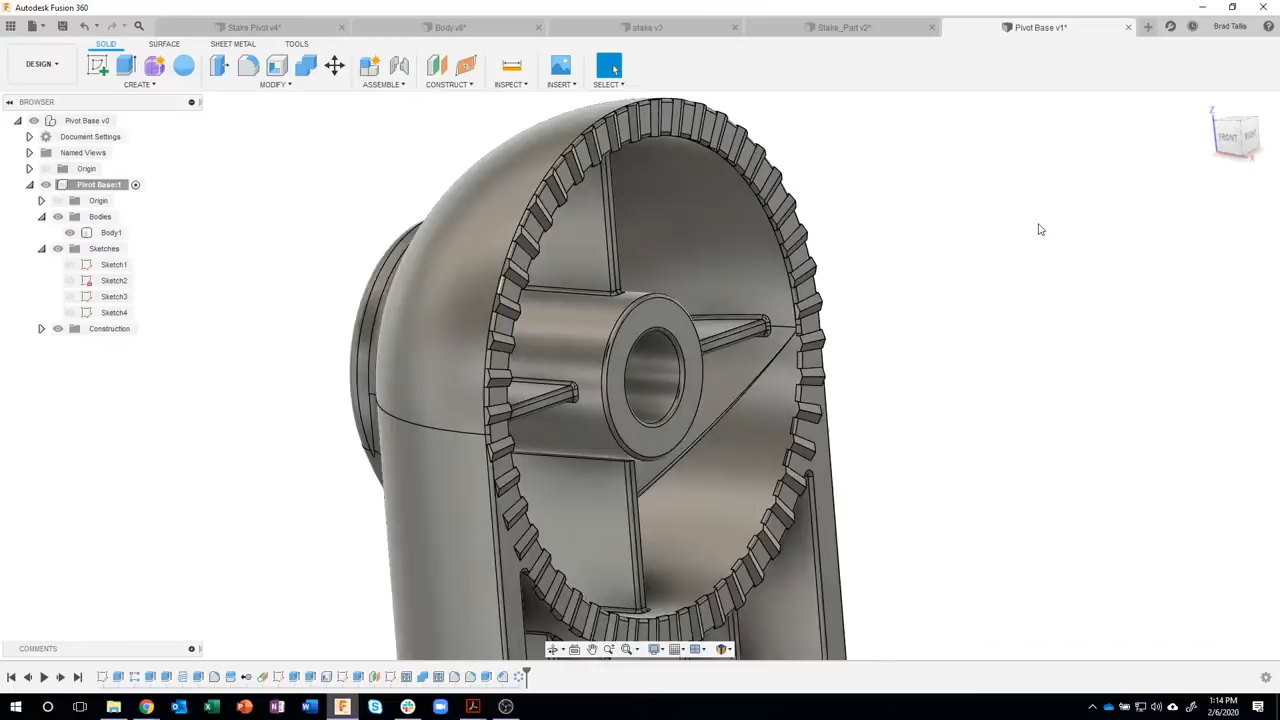 Autodesk Fusion 360
Stake Pivot v4*
Body v8*
stake v3
Stake_Part v2*
Pivot Base v1*
Brad Tallis
SOLID
SURFACE
SHEET METAL
TOOLS
DESIGN
CREATE
MODIFY
ASSEMBLE
CONSTRUCT
INSPECT
INSERT
SELECT
BROWSER
Pivot Base v0
Document Settings
Named Views
Origin
Pivot Base:1
Origin
Bodies
Body1
Sketches
Sketch1
Sketch2
Sketch3
Sketch4
Construction
Z
FRONT
RIGHT
X
COMMENTS
1:14 PM
2/6/2020